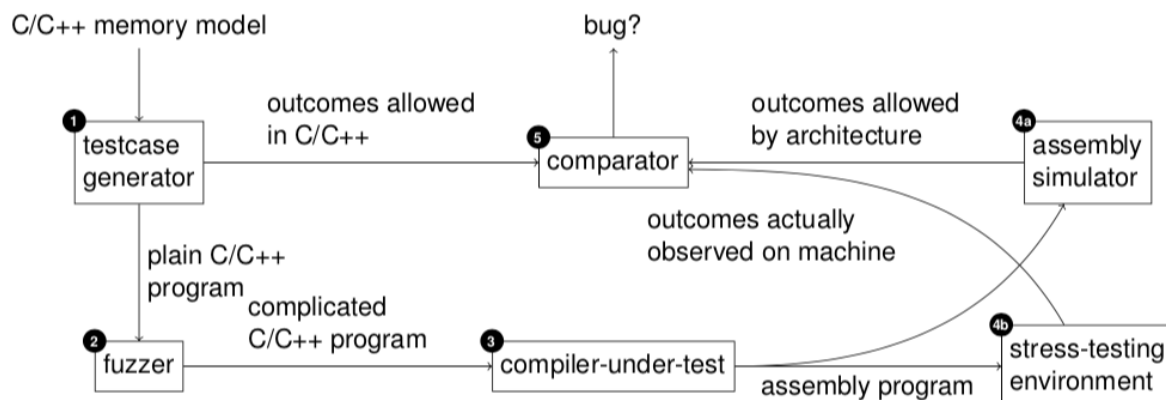 C/C++ memory model
bug?
1
testcase
generator
outcomes allowed
in C/C++
5
comparator
outcomes allowed
by architecture
4a
assembly
simulator
outcomes actually
observed on machine
plain C/C++
program
complicated
C/C++ program
2
fuzzer
3
compiler-under-test
assembly program
4b
stress-testing
environment